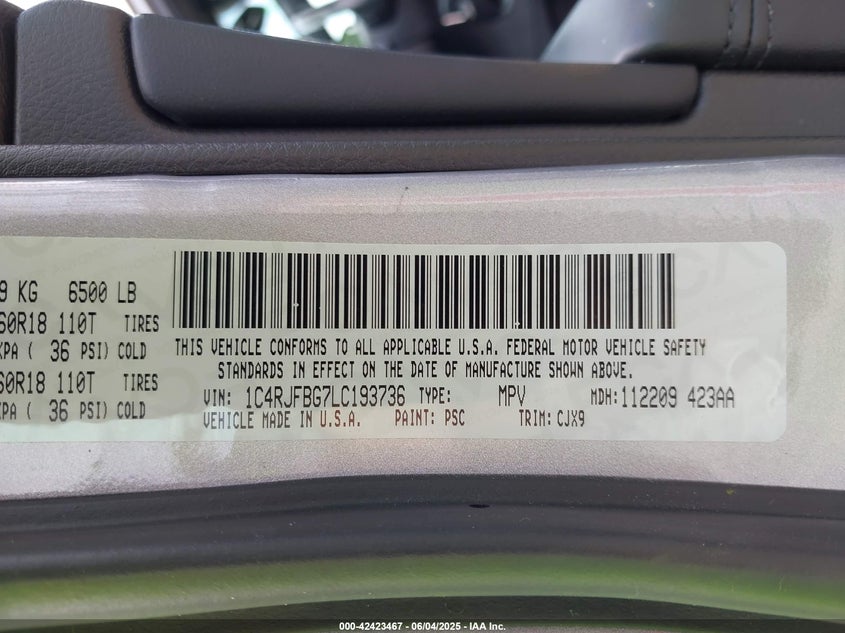 9 KG 6500 LB
60R18 110T TIRES
KPA ( 36 PSI) COLD
60R18 110T TIRES
KPA ( 36 PSI) COLD
THIS VEHICLE CONFORMS TO ALL APPLICABLE U.S.A. FEDERAL MOTOR VEHICLE SAFETY
STANDARDS IN EFFECT ON THE DATE OF MANUFACTURE SHOWN ABOVE.
VIN: 1C4RJFBG7LC193736 TYPE: MPV MDH: 112209 423AA
VEHICLE MADE IN U.S.A. PAINT: PSC TRIM: CJX9
000-42423467 - 06/04/2025 - IAA Inc.